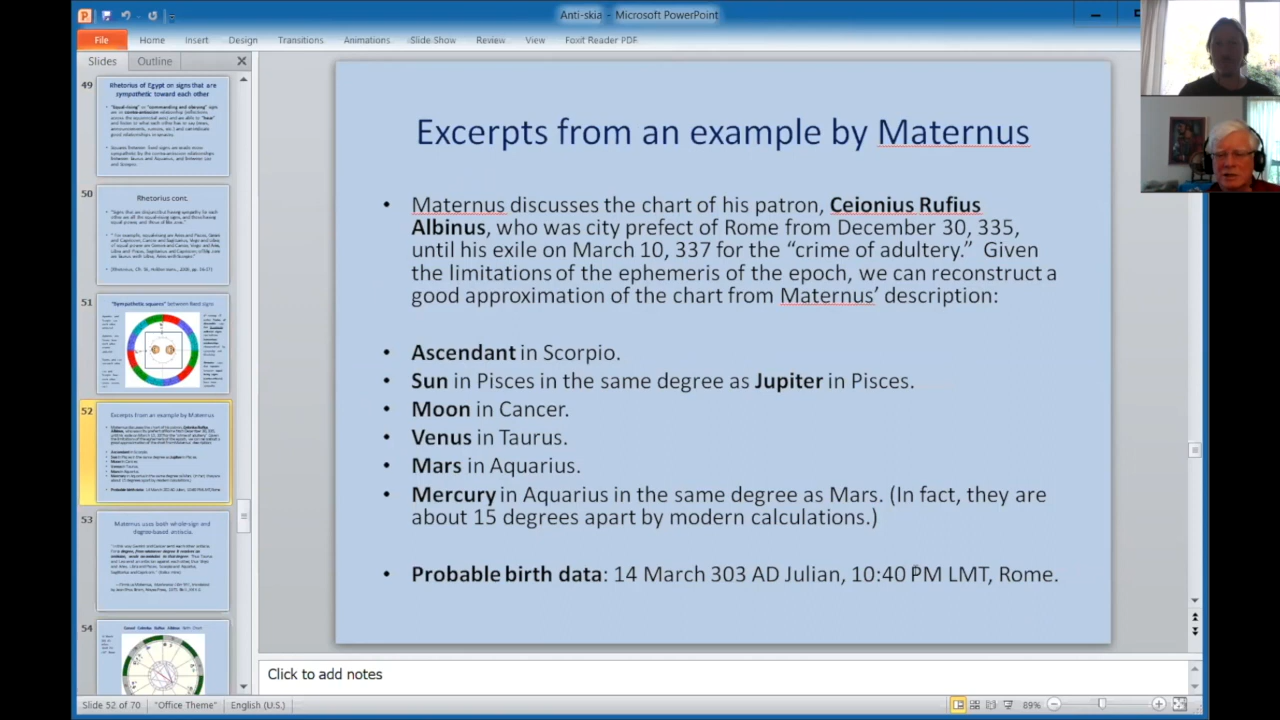 Anti-skia - Microsoft PowerPoint
File
Home
Insert
Design
Transitions
Animations
Slide Show
Review
View
Foxit Reader PDF
Slides
Outline
49
Rhetorius of Egypt on signs that are
sympathetic toward each other
50
Rhetorius cont.
51
"Sympathetic squares" between fixed signs
52
Excerpts from an example by Maternus
53
Maternus uses both whole-sign and
degree-based antiscia.
54
Excerpts from an example by Maternus
• Maternus discusses the chart of his patron, Ceionius Rufius
Albinus, who was city prefect of Rome from December 30, 335,
until his exile on March 10, 337 for the “crime of adultery.” Given
the limitations of the ephemeris of the epoch, we can reconstruct a
good approximation of the chart from Maternus’ description:
• Ascendant in Scorpio.
• Sun in Pisces in the same degree as Jupiter in Pisces.
• Moon in Cancer.
• Venus in Taurus.
• Mars in Aquarius.
• Mercury in Aquarius in the same degree as Mars. (In fact, they are
about 15 degrees apart by modern calculations.)
• Probable birth data: 14 March 303 AD Julian, 10:40 PM LMT, Rome.
Click to add notes
Slide 52 of 70
"Office Theme"
English (U.S.)
89%